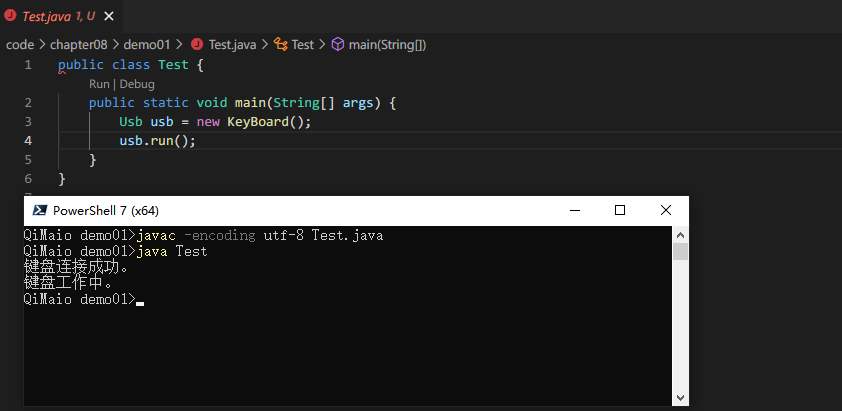 Test.java 1, U
code > chapter08 > demo01 > Test.java > Test > main(String[])
1 public class Test {
Run | Debug
2 public static void main(String[] args) {
3 Usb usb = new KeyBoard();
4 usb.run();
5 }
6 }
PowerShell 7 (x64)
QiMaio demo01>javac -encoding utf-8 Test.java
QiMaio demo01>java Test
键盘连接成功。
键盘工作中。
QiMaio demo01>